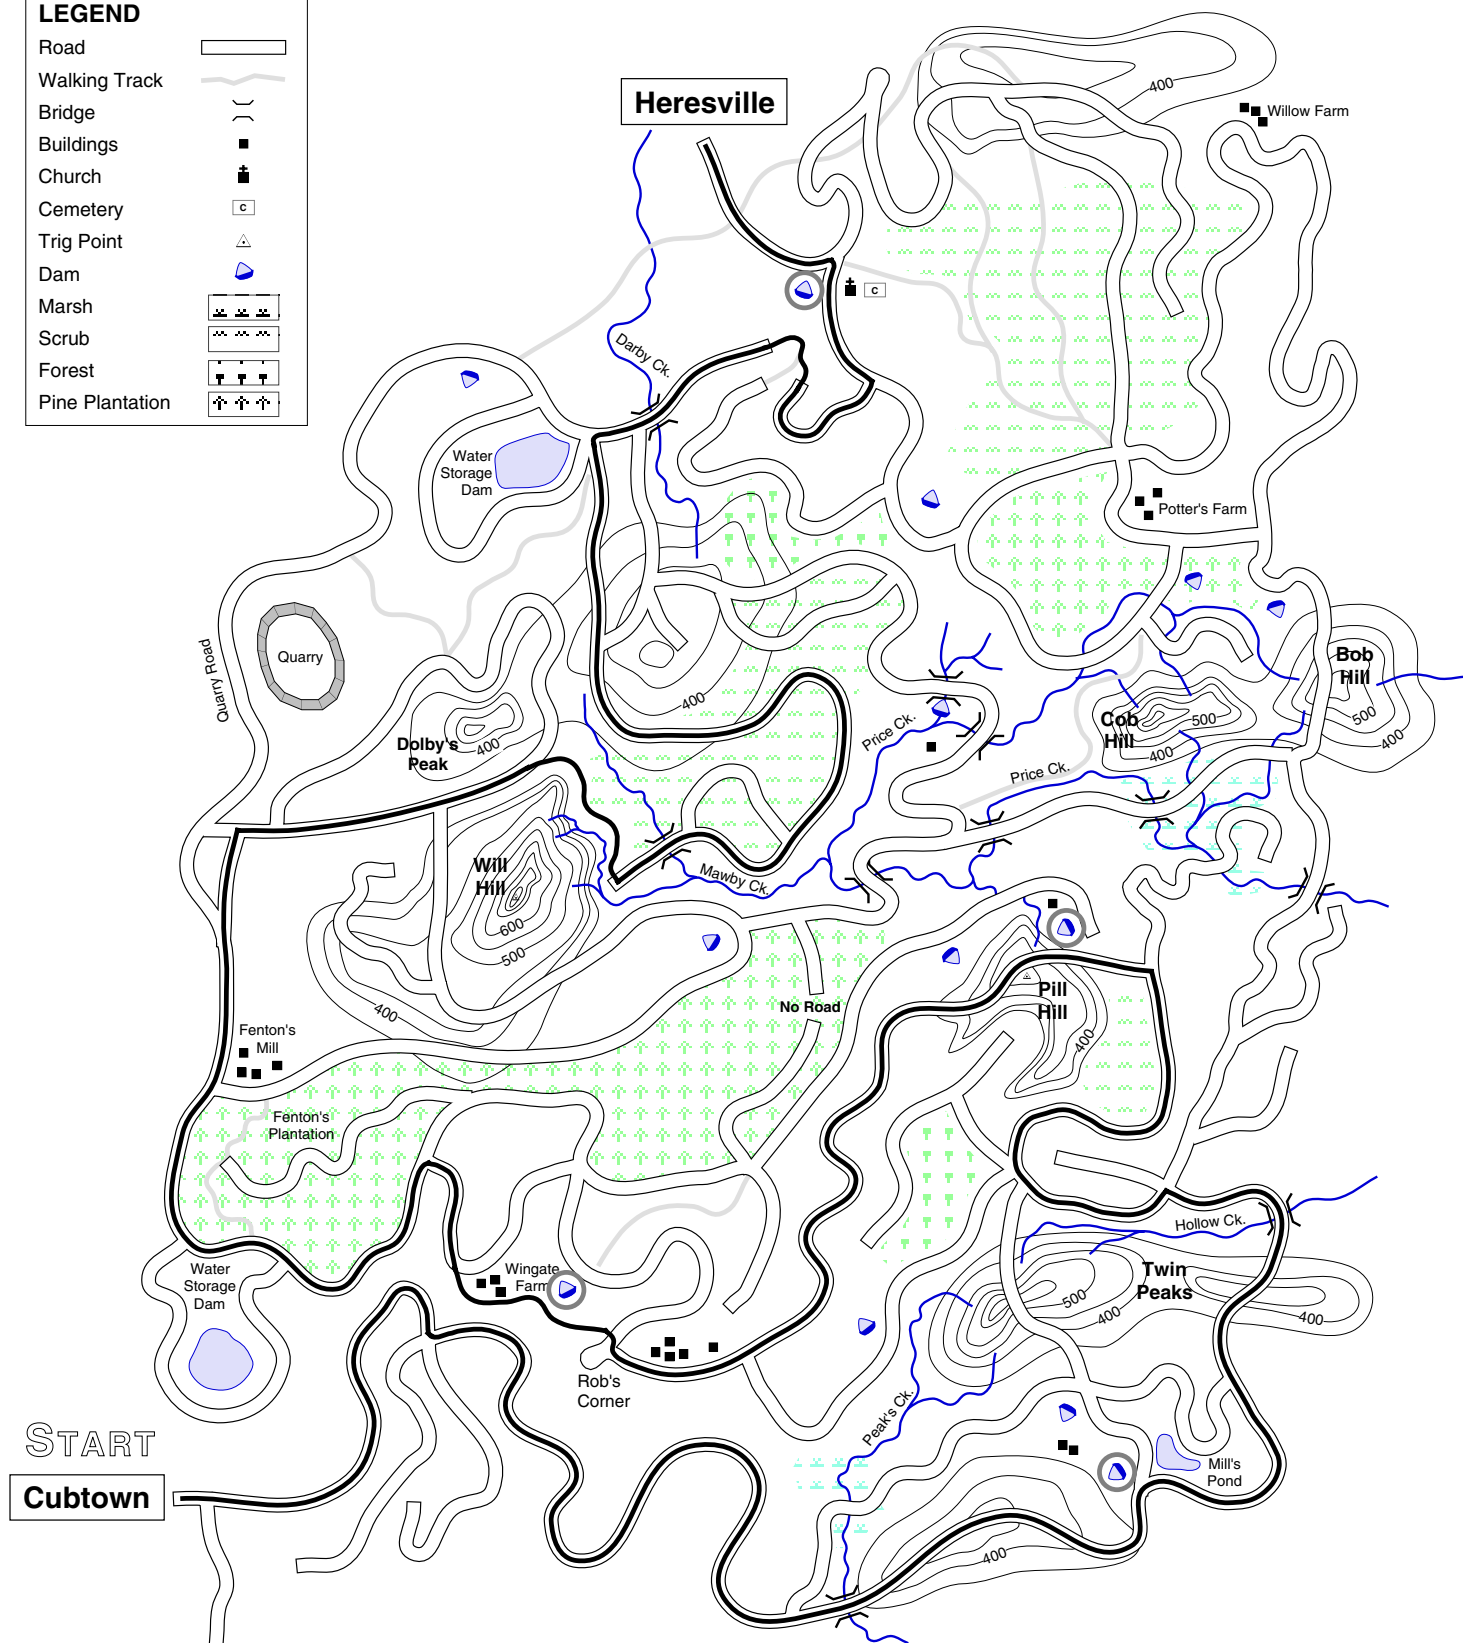 LEGEND
Road
Walking Track
Bridge
Buildings
Church
Cemetery
C
Trig Point
Dam
Marsh
Scrub
Forest
Pine Plantation
Heresville
400
Willow Farm
C
Darby Ck.
Water
Storage
Dam
Potter's Farm
Quarry Road
Quarry
Bob
Hill
500
400
400
Dolby's
Peak
400
Price Ck.
Cob
Hill
500
400
Price Ck.
Will
Hill
600
500
400
Mawby Ck.
No Road
Pill
Hill
400
Fenton's
Mill
Fenton's
Plantation
Hollow Ck.
Water
Storage
Dam
Wingate
Farm
Twin
Peaks
500
400
400
Rob's
Corner
Peak's Ck.
START
Cubtown
Mill's
Pond
400